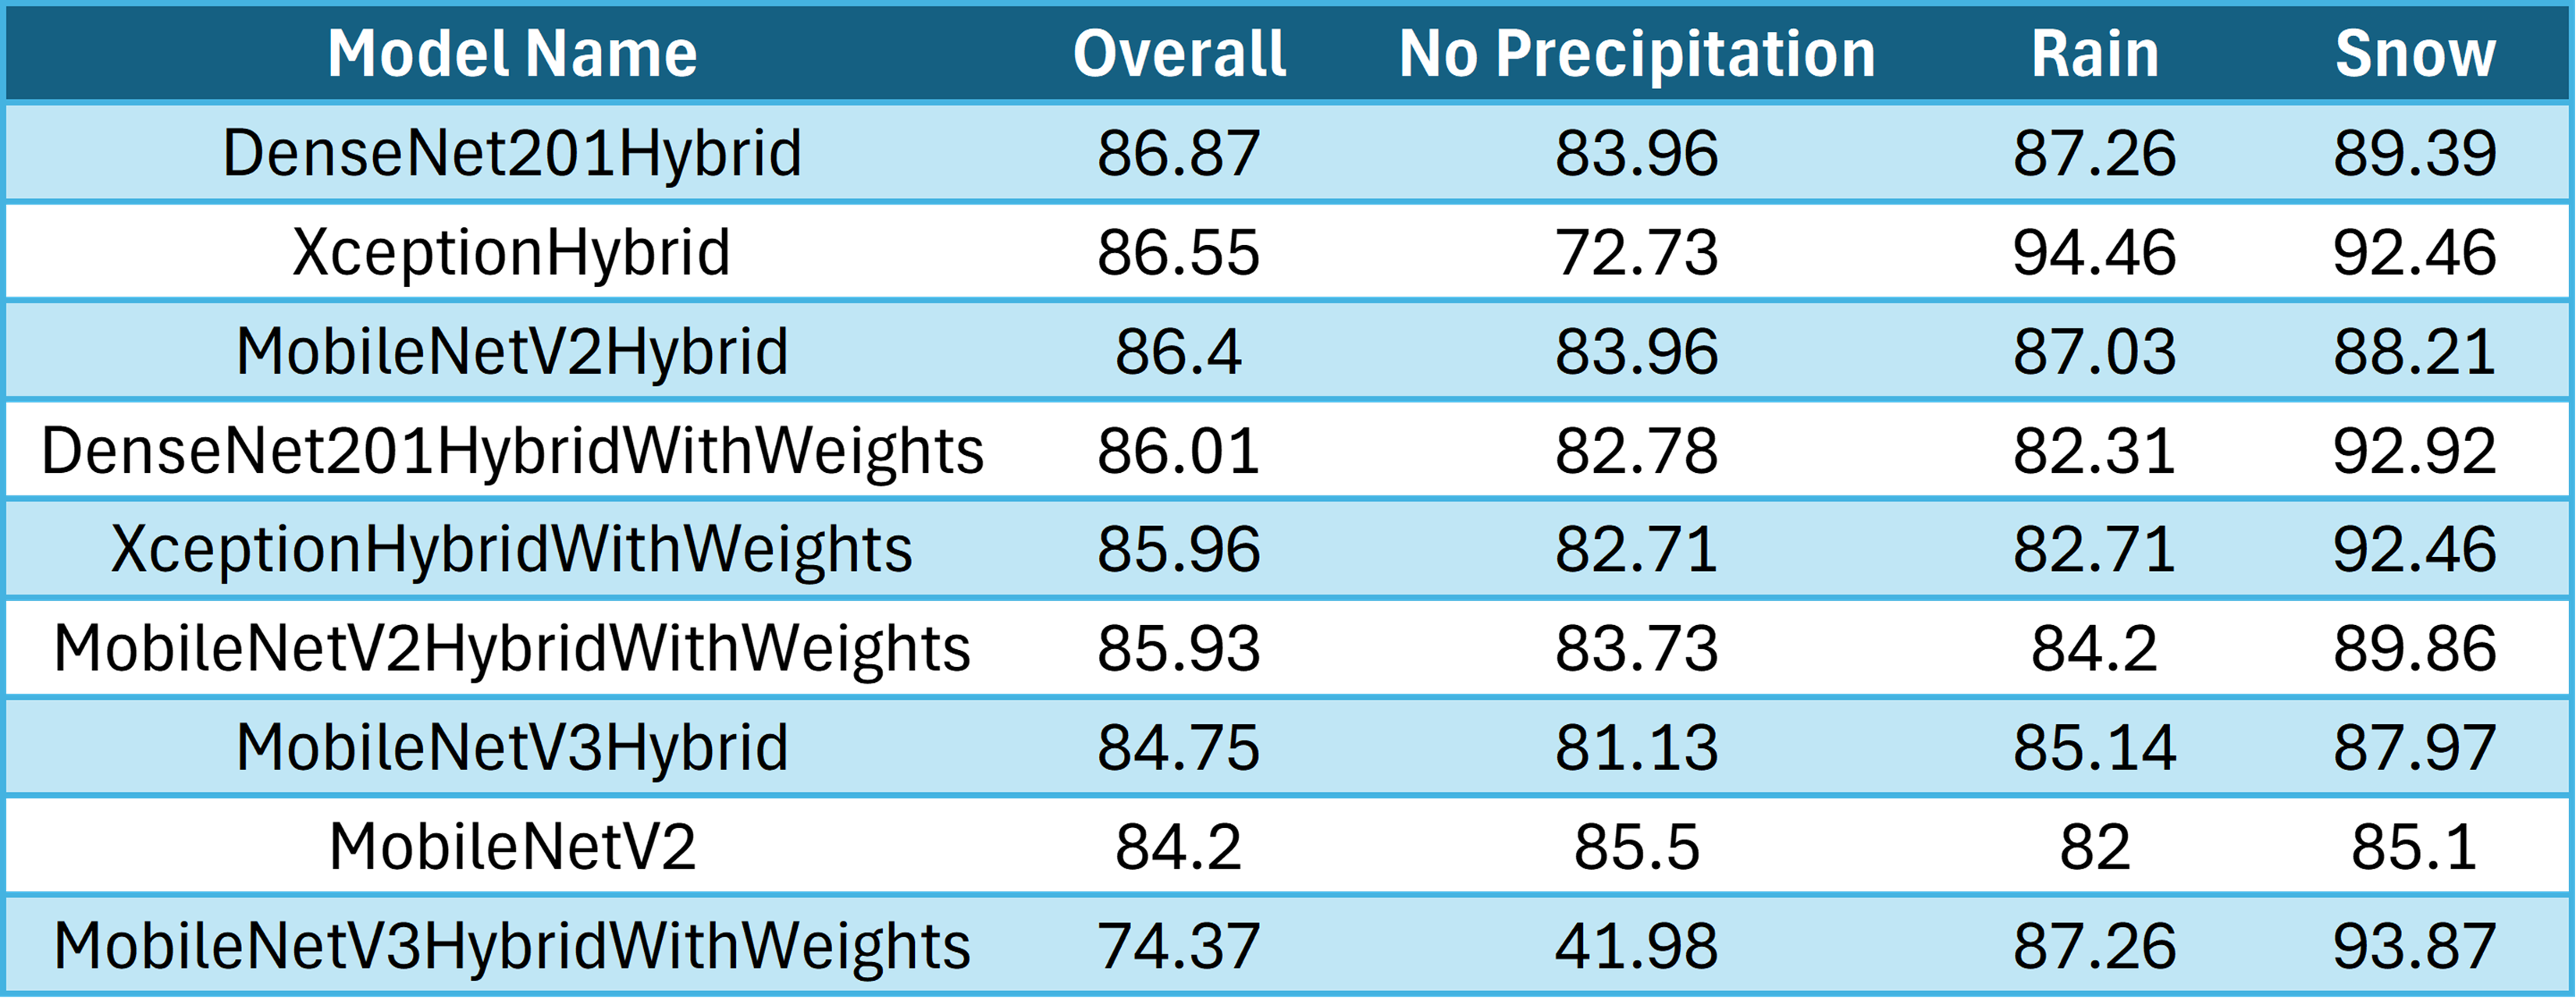 Model Name Overall No Precipitation Rain Snow
DenseNet201Hybrid 86.87 83.96 87.26 89.39
XceptionHybrid 86.55 72.73 94.46 92.46
MobileNetV2Hybrid 86.4 83.96 87.03 88.21
DenseNet201HybridWithWeights 86.01 82.78 82.31 92.92
XceptionHybridWithWeights 85.96 82.71 82.71 92.46
MobileNetV2HybridWithWeights 85.93 83.73 84.2 89.86
MobileNetV3Hybrid 84.75 81.13 85.14 87.97
MobileNetV2 84.2 85.5 82 85.1
MobileNetV3HybridWithWeights 74.37 41.98 87.26 93.87